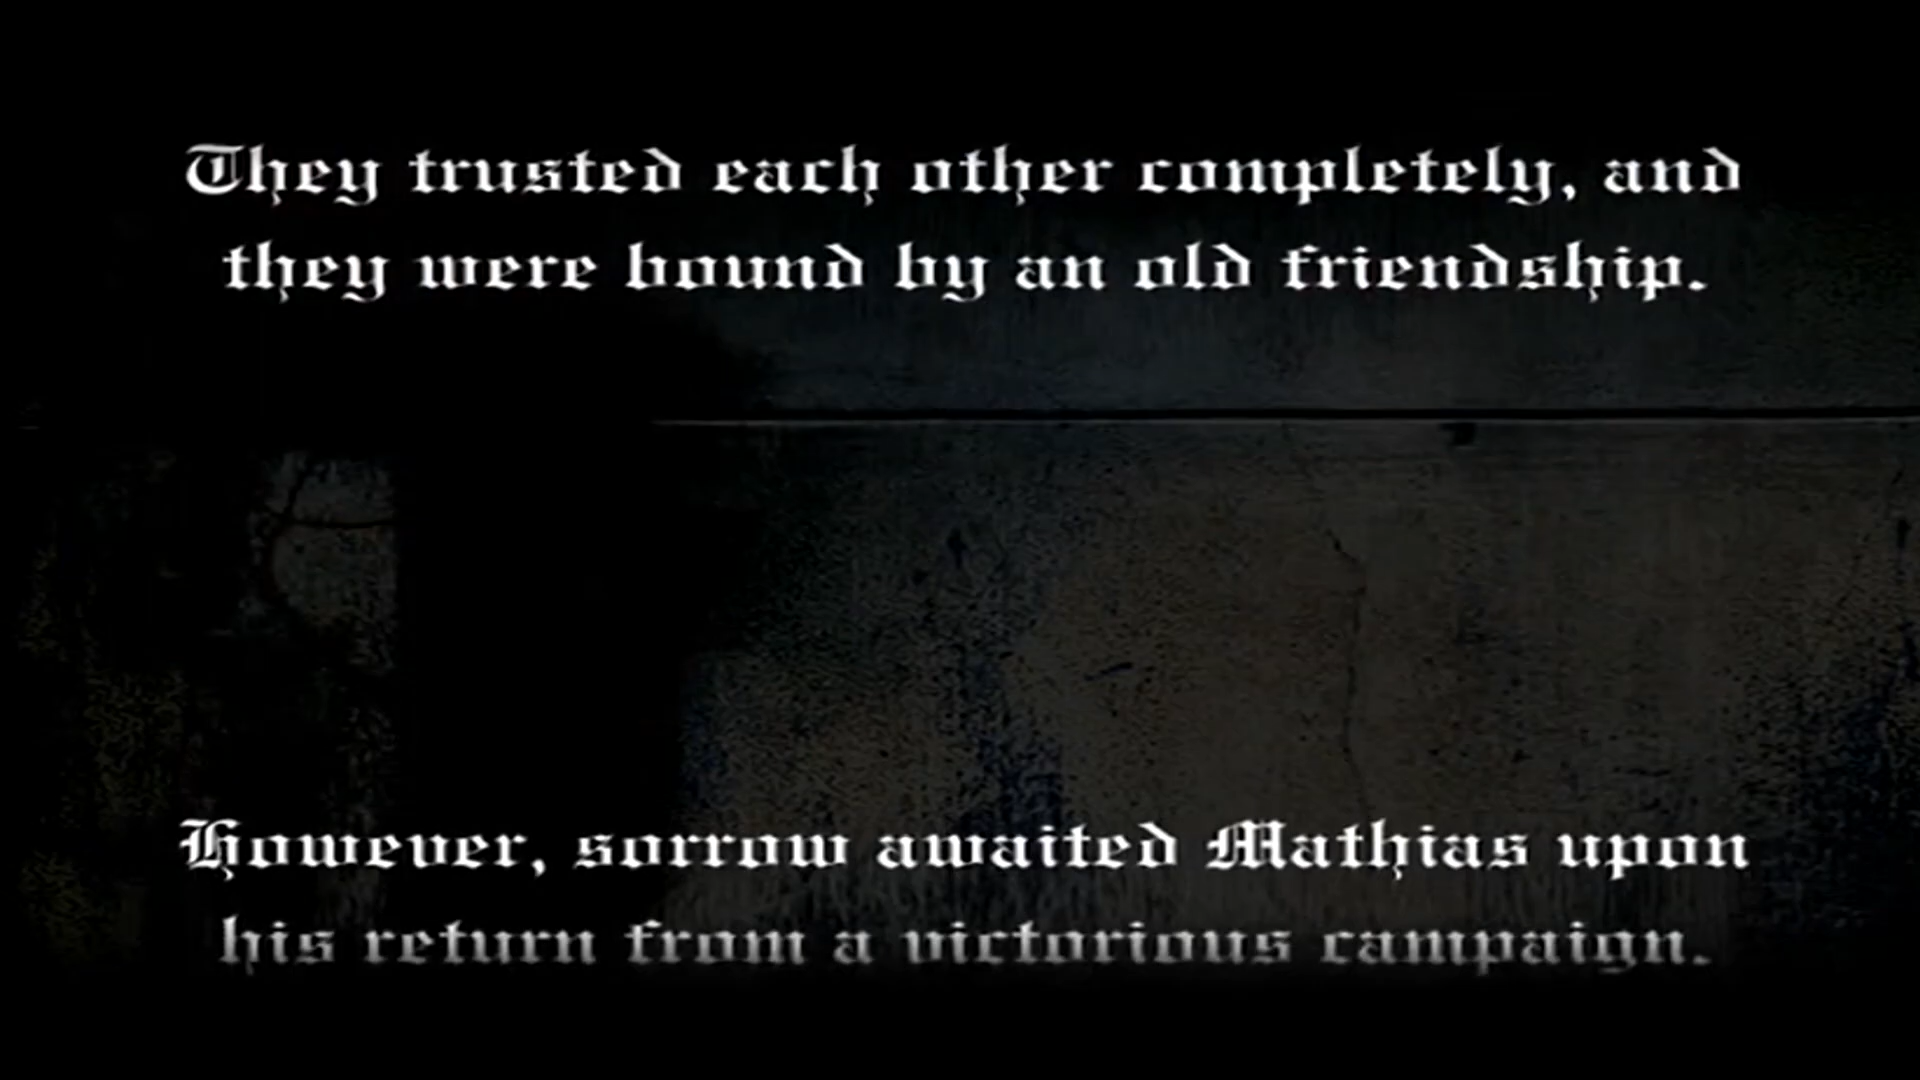 They trusted each other completely, and
they were bound by an old friendship.
However, sorrow awaited Mathias upon
his return from a victorious campaign.